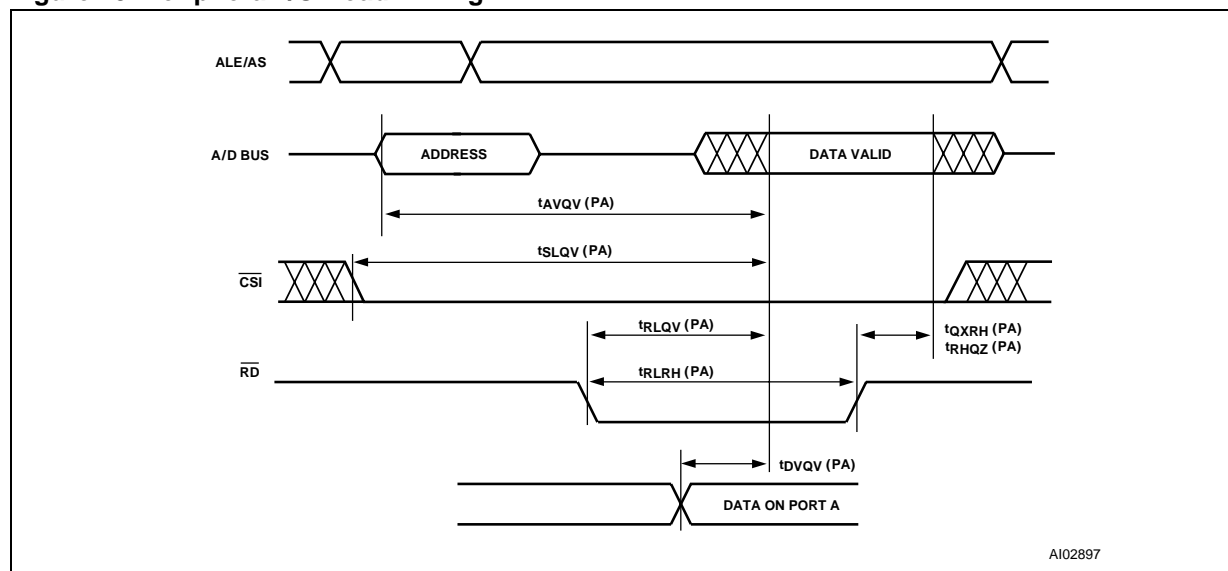 ALE/AS
A/D BUS
ADDRESS
DATA VALID
tAVQV (PA)
tSLQV (PA)
CSI
tRLQV (PA)
tQXRH (PA)
tRHQZ (PA)
RD
tRLRH (PA)
tDVQV (PA)
DATA ON PORT A
AI02897